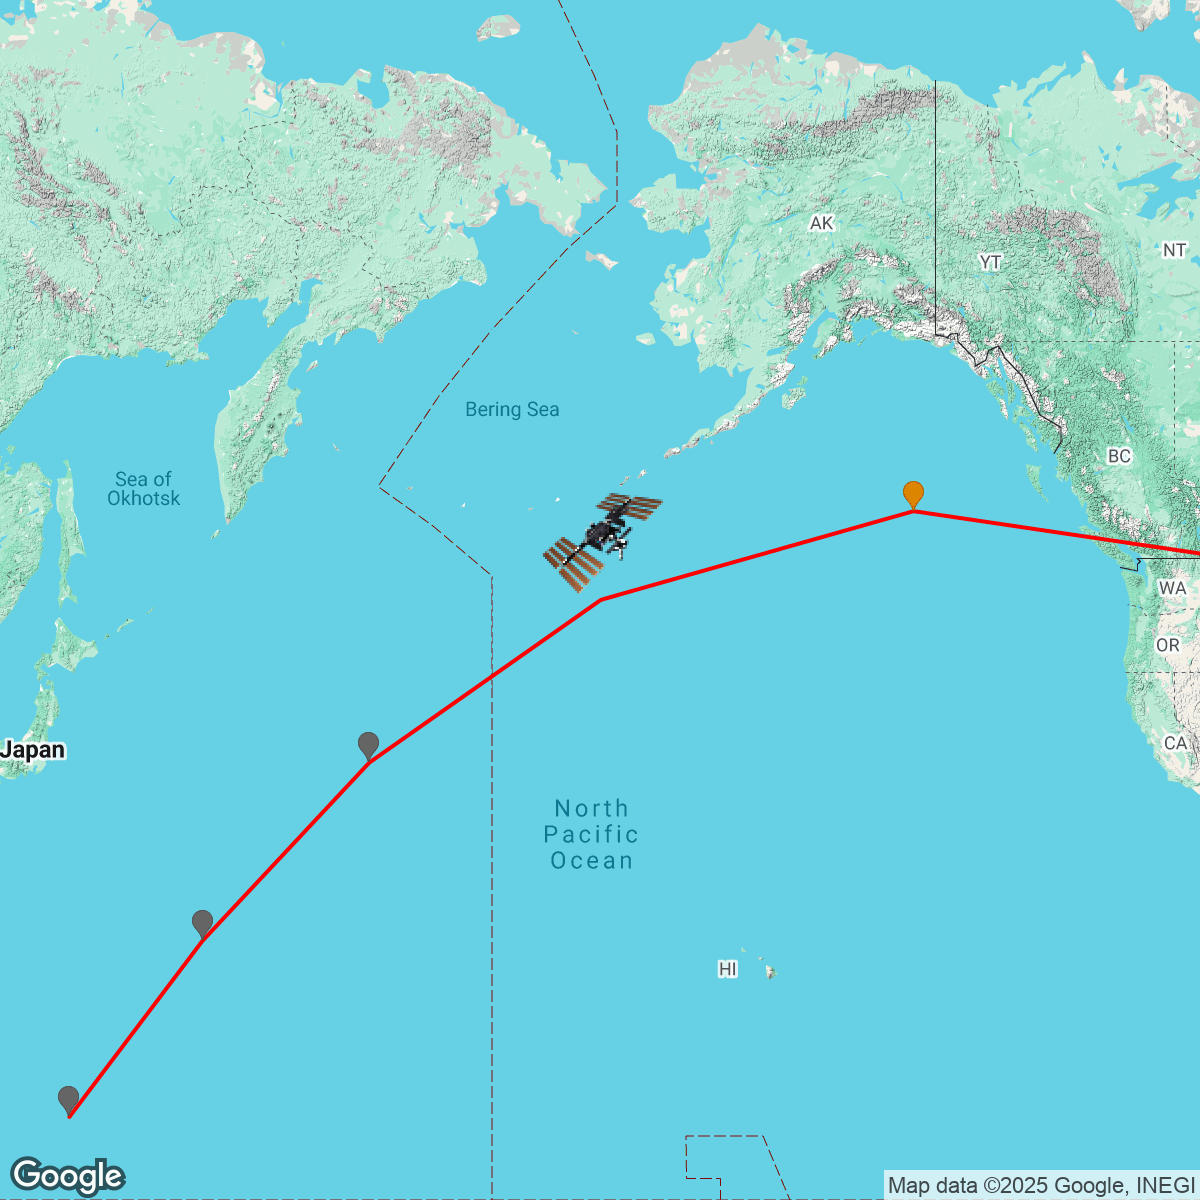 AK
YT
NT
Bering Sea
BC
Sea of
Okhotsk
WA
OR
Japan
CA
North
Pacific
Ocean
HI
Google
Map data ©2025 Google, INEGI